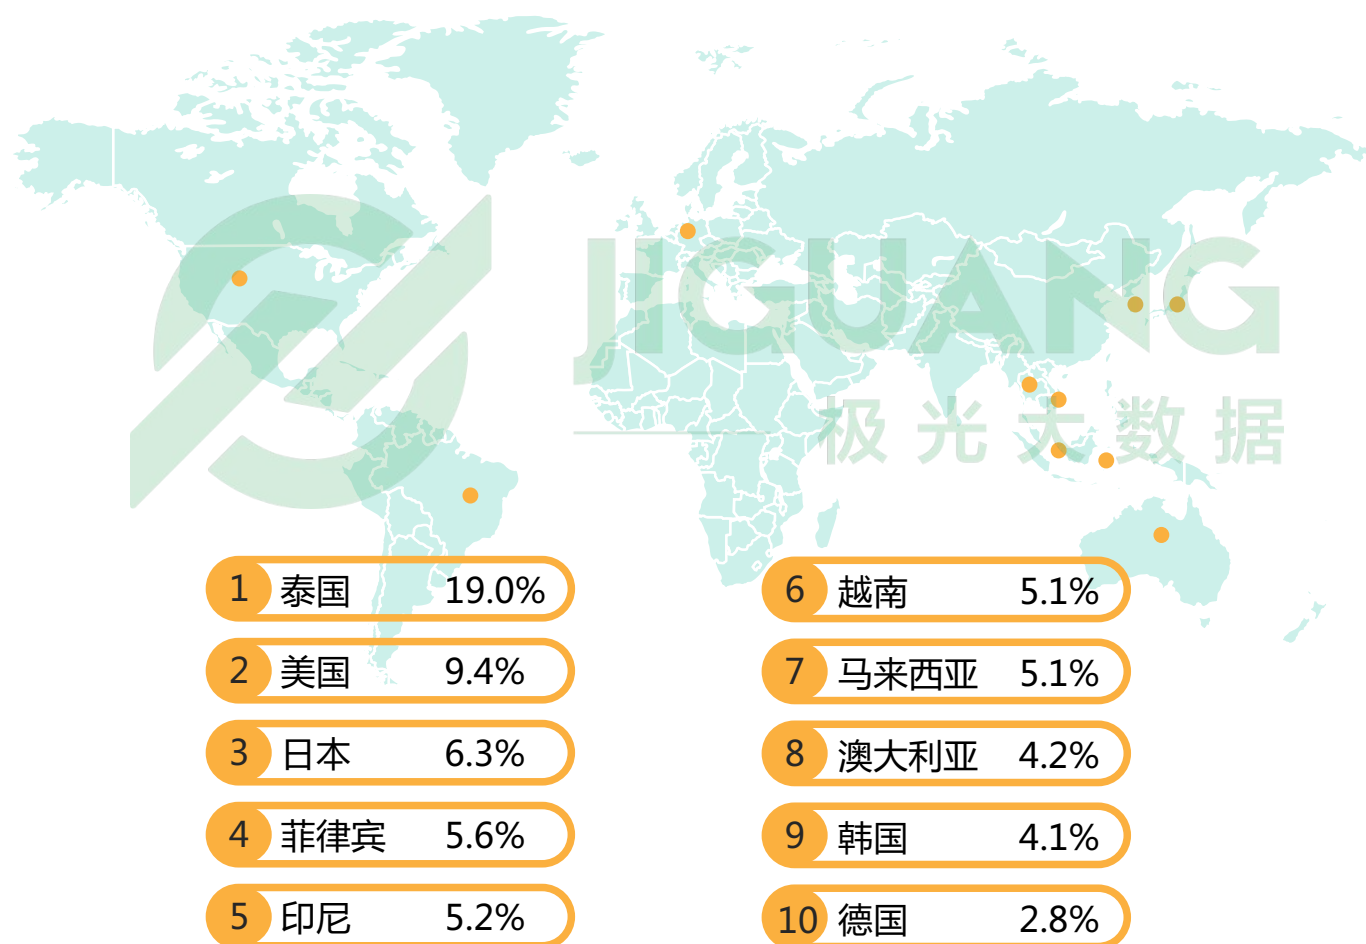 JIGUANG
极光大数据
1 泰国 19.0%
2 美国 9.4%
3 日本 6.3%
4 菲律宾 5.6%
5 印尼 5.2%
6 越南 5.1%
7 马来西亚 5.1%
8 澳大利亚 4.2%
9 韩国 4.1%
10 德国 2.8%